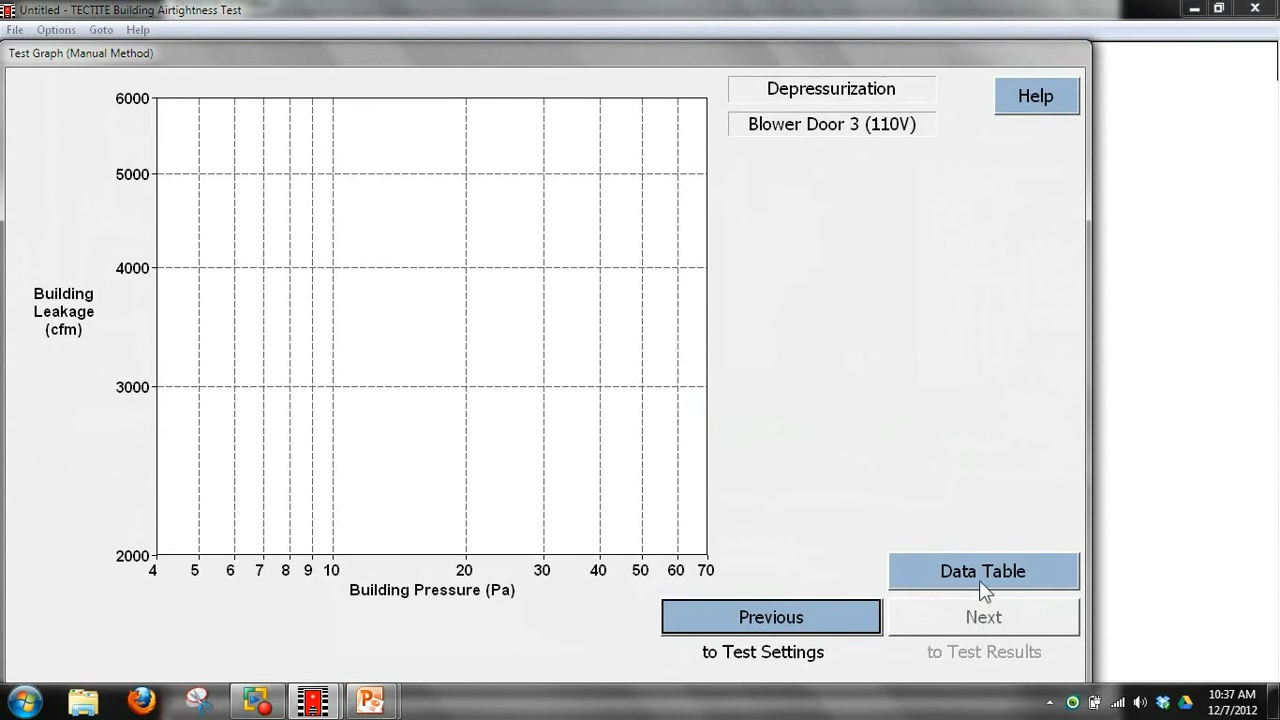 Untitled - TECTITE Building Airtightness Test
File Options Goto Help
Test Graph (Manual Method)
Depressurization
Help
Blower Door 3 (110V)
6000
5000
4000
3000
2000
Building
Leakage
(cfm)
4 5 6 7 8 9 10 20 30 40 50 60 70
Building Pressure (Pa)
Data Table
Previous
Next
to Test Settings
to Test Results
10:37 AM
12/7/2012